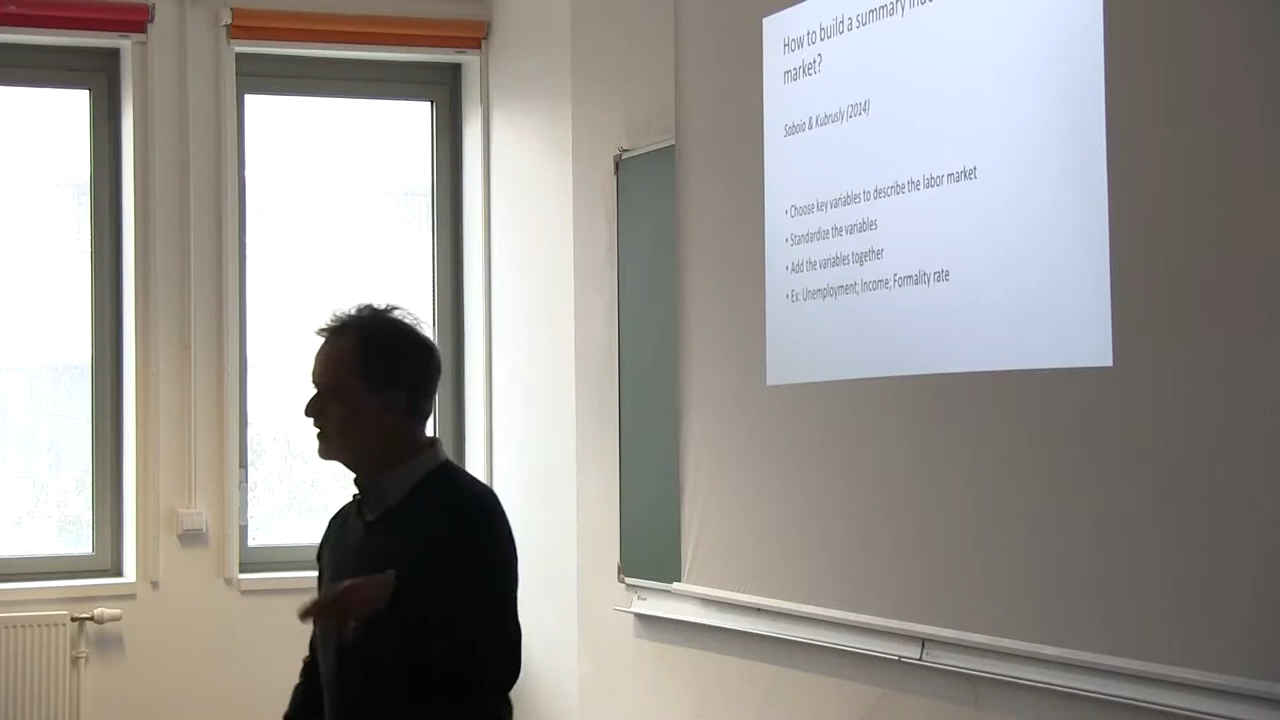 How to build a summary
market?
Saboia & Kubrusly (2014)
• Choose key variables to describe the labor market
• Standardize the variables
• Add the variables together
• Ex: Unemployment; Income; Formality rate